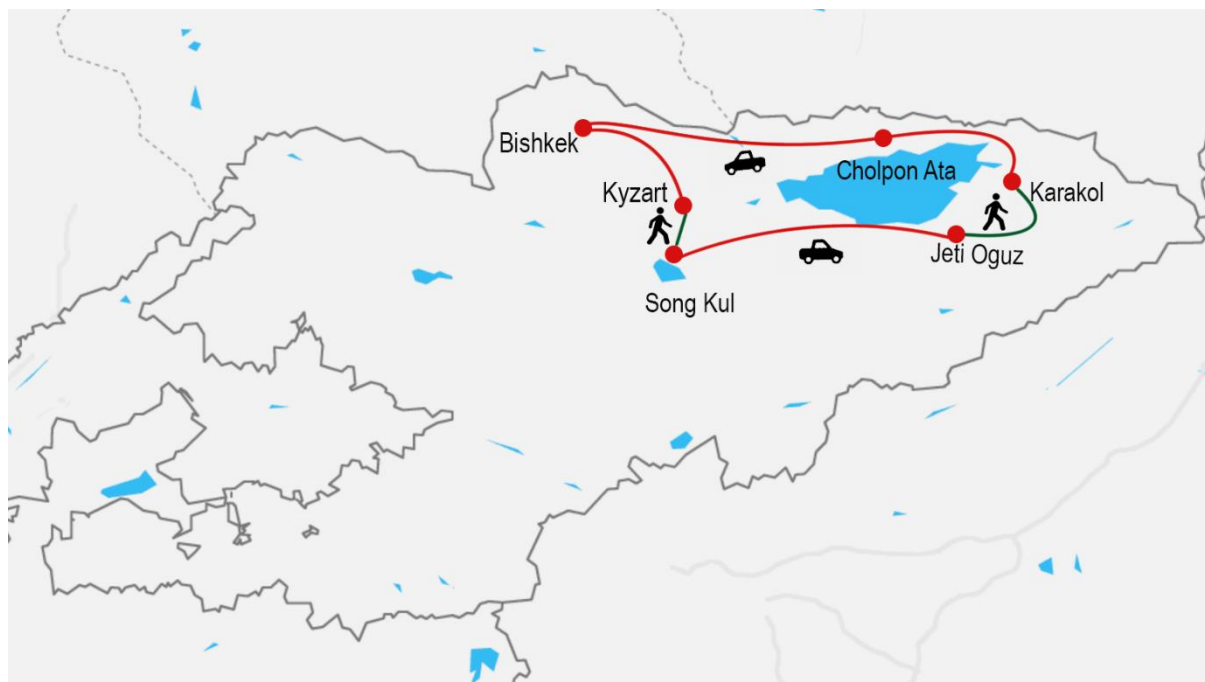 Bishkek
Cholpon Ata
Kyzart
Karakol
Jeti Oguz
Song Kul